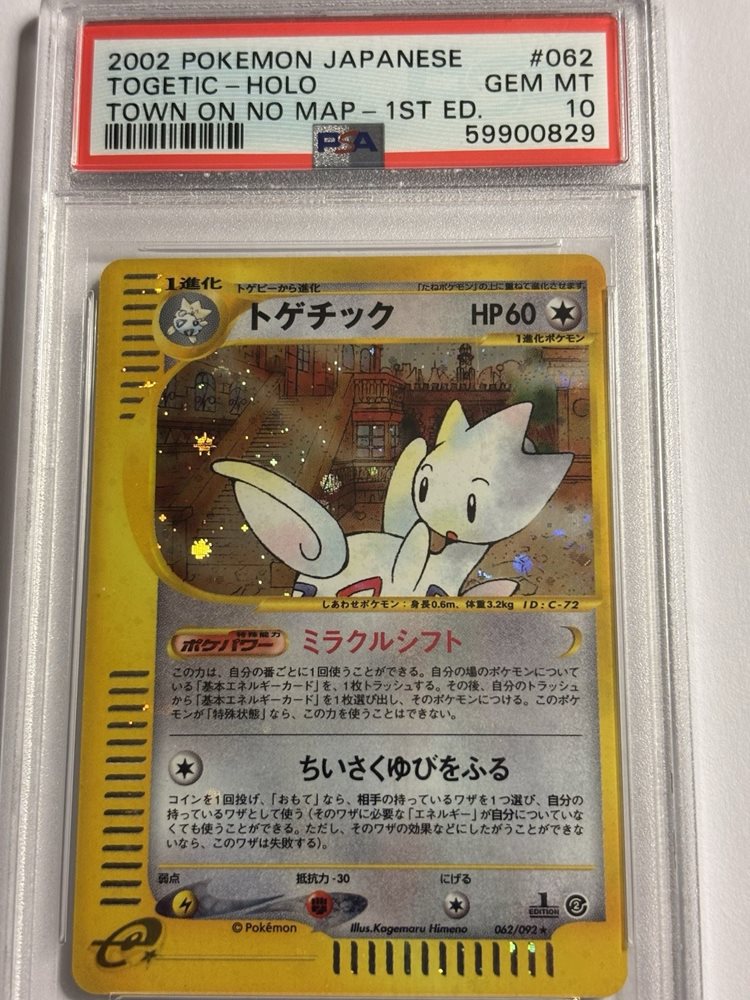 2002 POKEMON JAPANESE #062
TOGETIC - HOLO GEM MT
TOWN ON NO MAP - 1ST ED. 10
PSA 59900829
1進化 トゲピーから進化 「たねポケモン」の上に重ねて進化させます
トゲチック HP60
1進化ポケモン
しあわせポケモン：身長0.6m、体重3.2kg ID:C-72
特殊能力
ポケパワー ミラクルシフト
この力は、自分の番ごとに1回使うことができる。自分の場のポケモンについて
いる「基本エネルギーカード」を、1枚トラッシュする。その後、自分のトラッシュ
から「基本エネルギーカード」を1枚選び出し、そのポケモンにつける。このポケ
モンが「特殊状態」なら、この力を使うことはできない。
ちいさくゆびをふる
コインを1回投げ、「おもて」なら、相手の持っているワザを1つ選び、自分の
持っているワザとして使う（そのワザに必要な「エネルギー」が自分についていな
くても使うことができる。ただし、そのワザの効果などにしたがうことができな
いなら、このワザは失敗する）。
弱点 抵抗力-30 にげる
1 EDITION 2
©Pokémon Illus.Kagemaru Himeno 062/092★
e